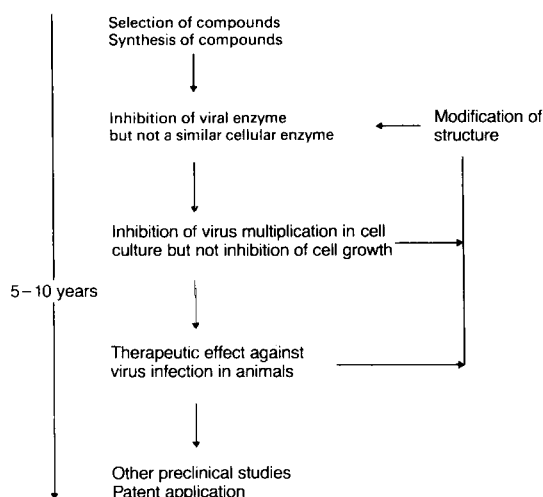 Selection of compounds
Synthesis of compounds
Inhibition of viral enzyme
but not a similar cellular enzyme
Modification of
structure
Inhibition of virus multiplication in cell
culture but not inhibition of cell growth
5–10 years
Therapeutic effect against
virus infection in animals
Other preclinical studies
Patent application